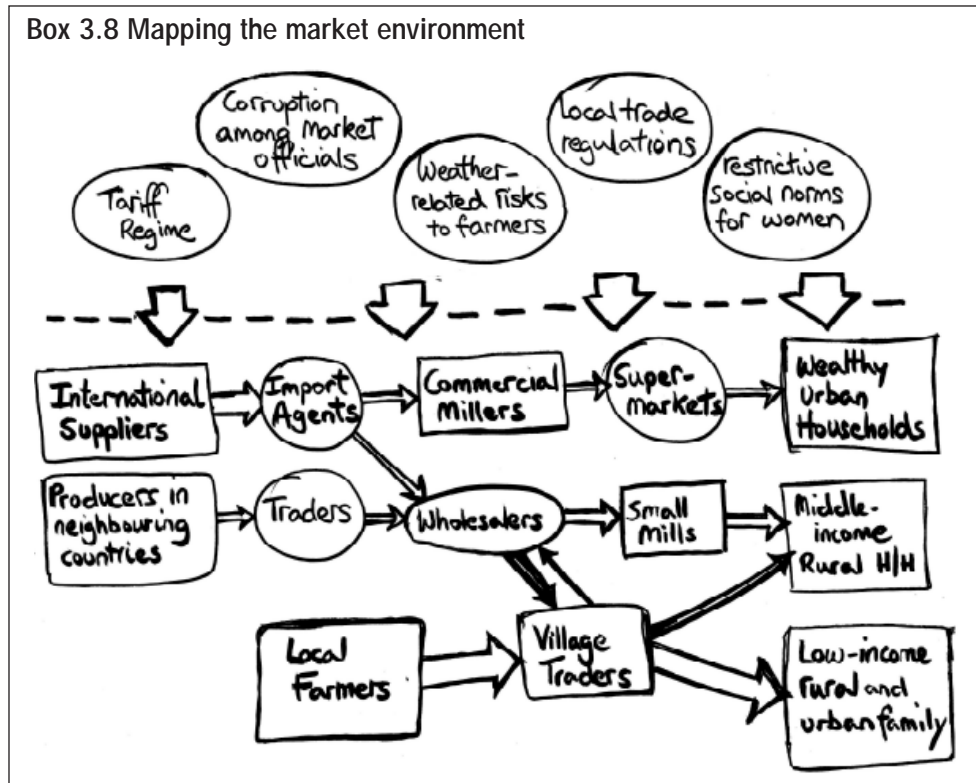 Box 3.8 Mapping the market environment
Tariff
Regime
Corruption
among market
officials
Weather-
related risks
to farmers
Local trade
regulations
restrictive
social norms
for women
International
Suppliers
Import
Agents
Commercial
Millers
Super-
markets
Wealthy
Urban
Households
Producers in
neighbouring
countries
Traders
Wholesalers
Small
Mills
Middle-
income
Rural H/H
Local
Farmers
Village
Traders
Low-income
rural and
urban family